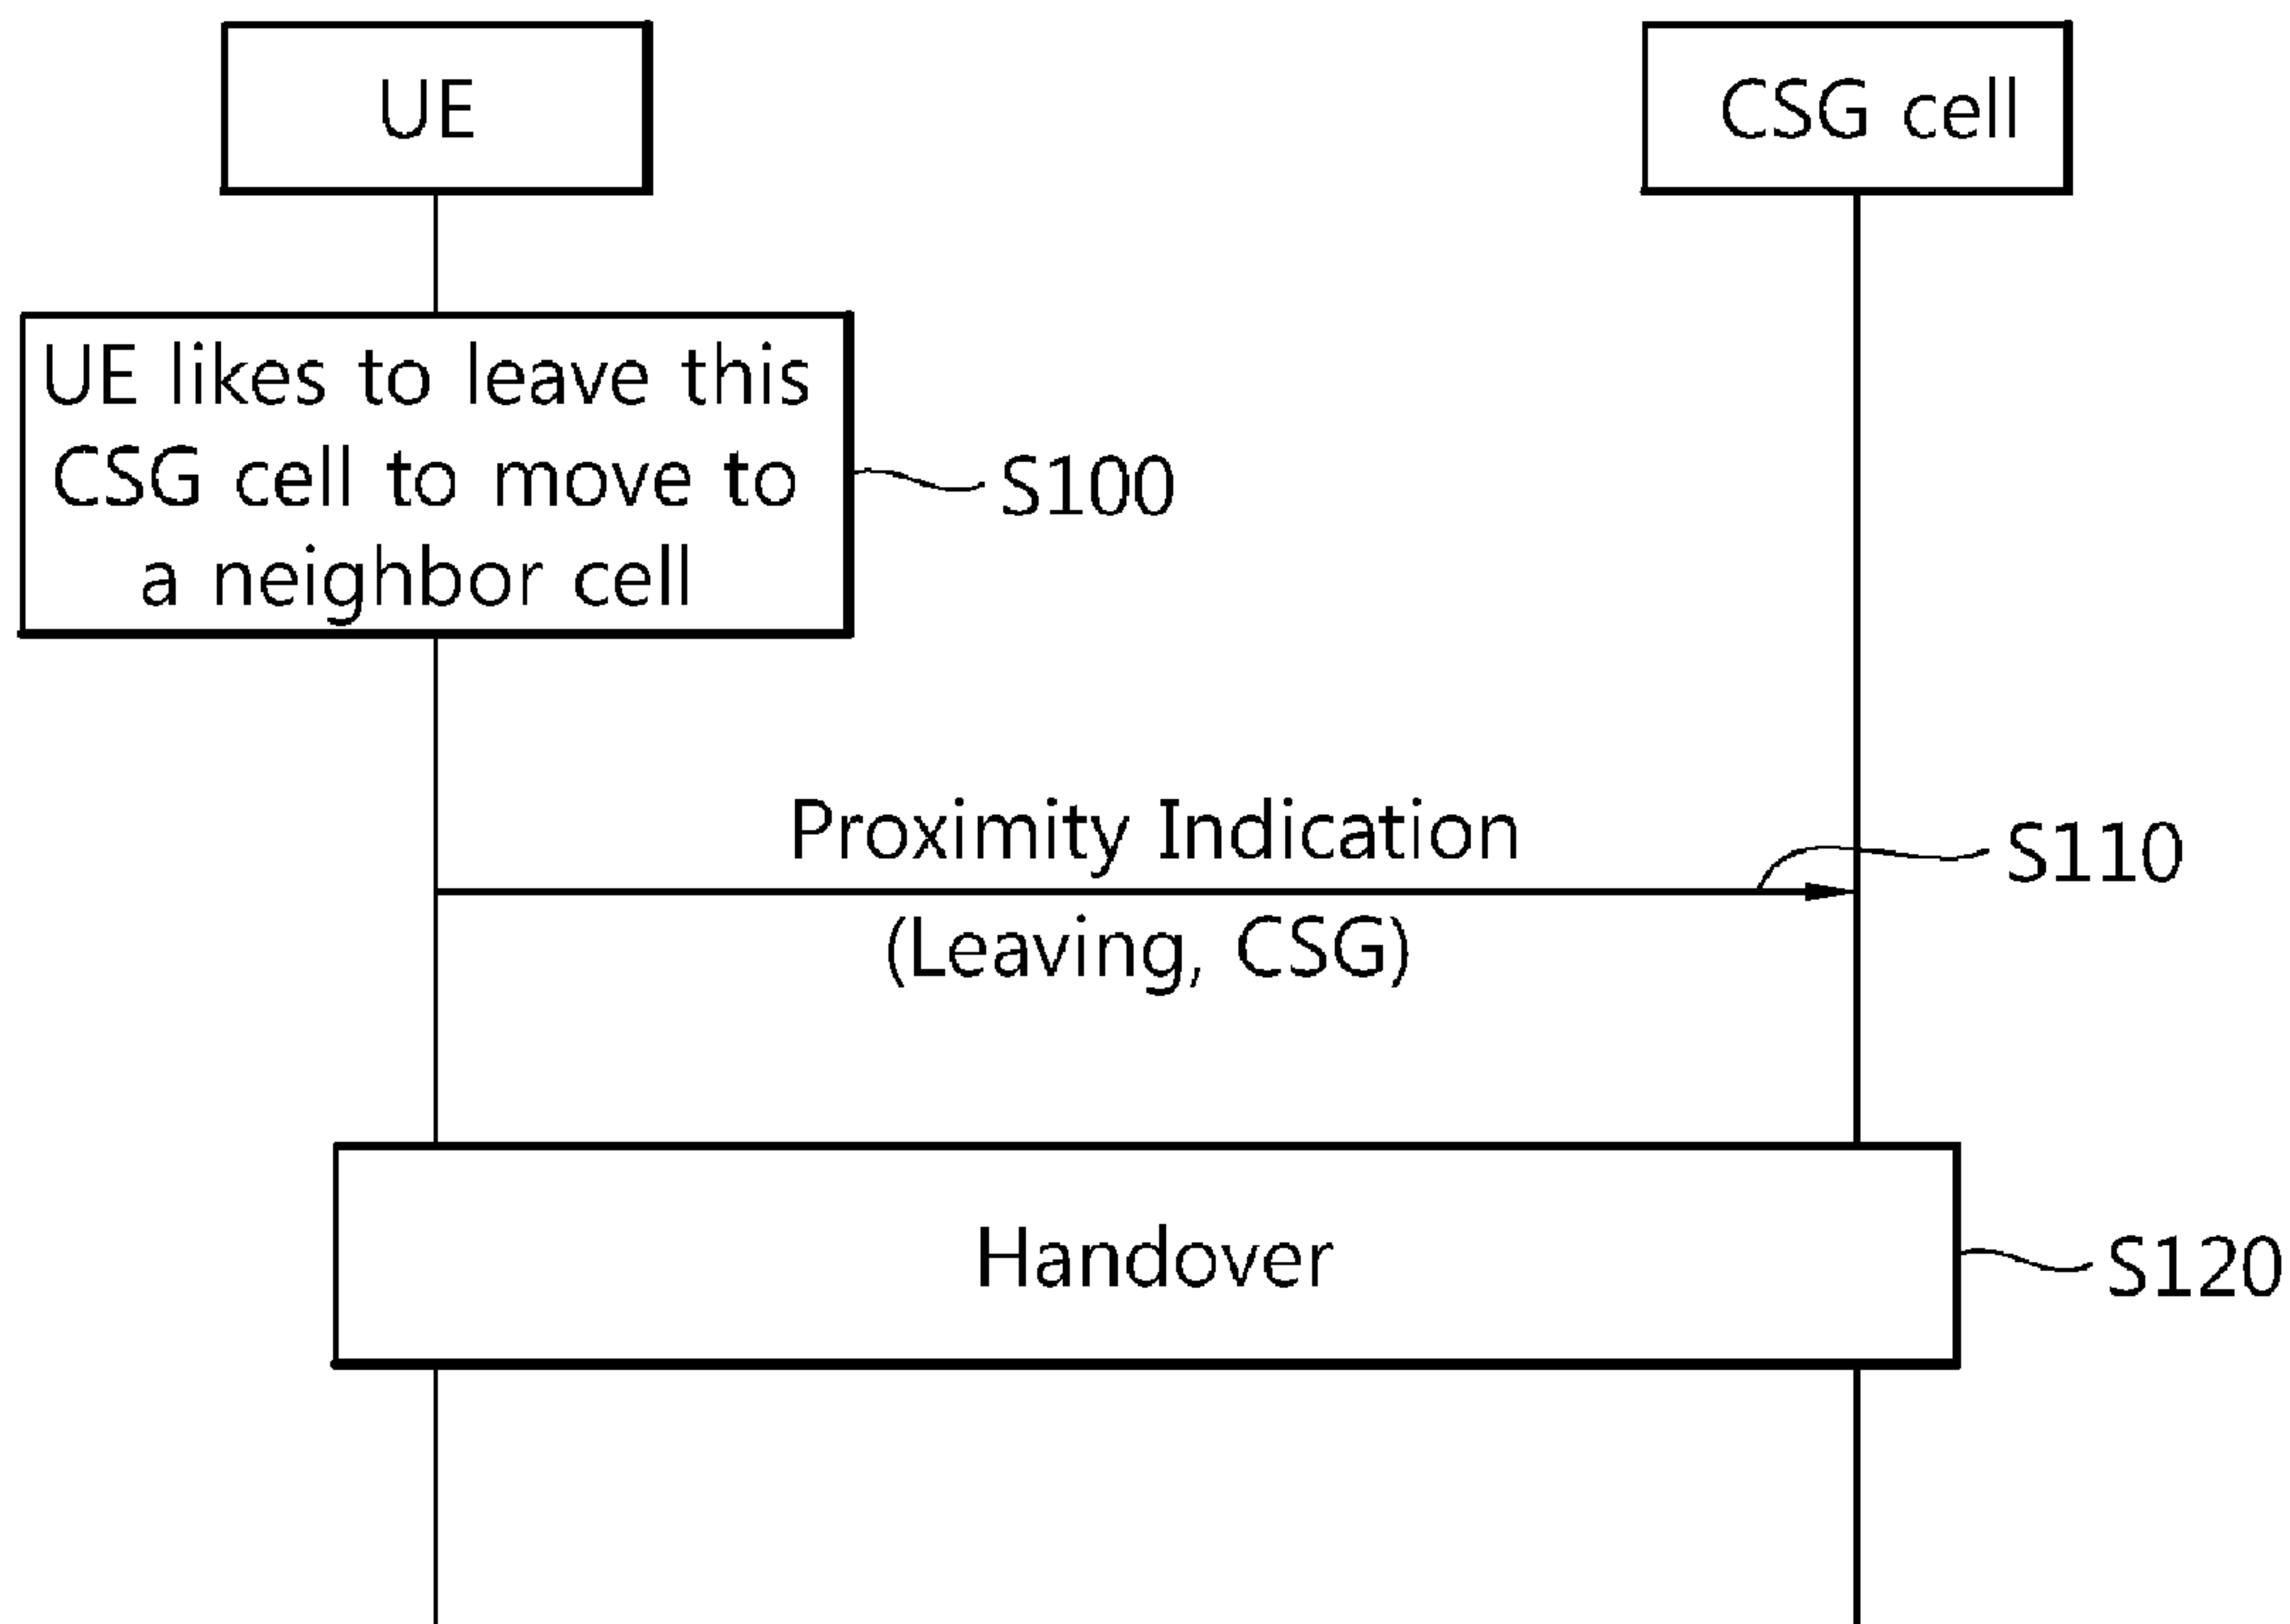 UE
CSG cell
UE likes to leave this
CSG cell to move to
a neighbor cell
S100
Proximity Indication
S110
(Leaving, CSG)
Handover
S120